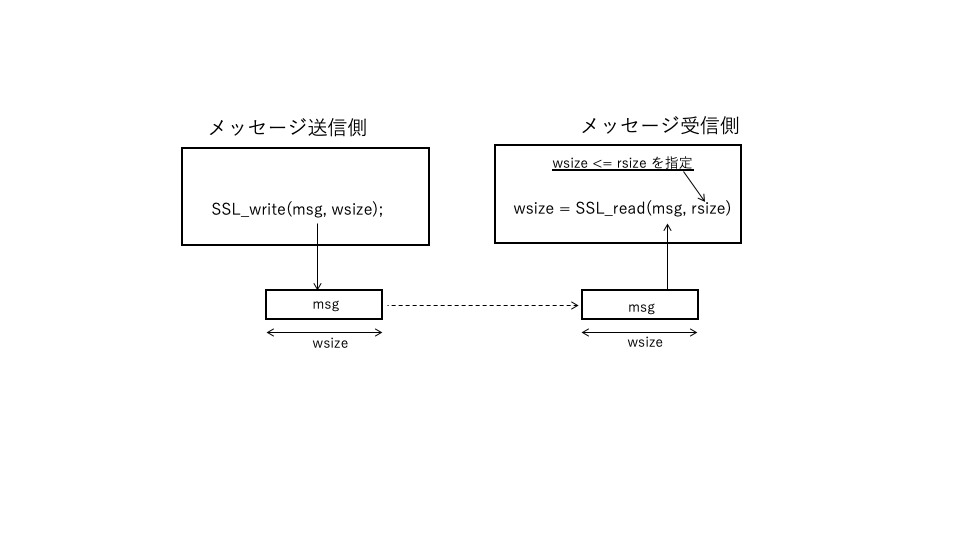 メッセージ送信側
SSL_write(msg, wsize);
msg
wsize
メッセージ受信側
wsize <= rsize を指定
wsize = SSL_read(msg, rsize)
msg
wsize